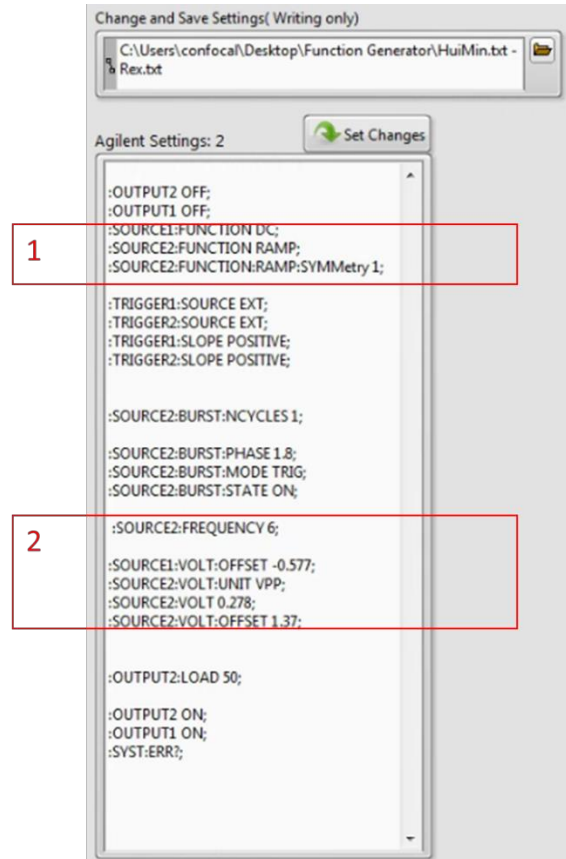 Change and Save Settings( Writing only)
C:\Users\confocal\Desktop\Function Generator\HuiMin.txt -
Rex.txt
Agilent Settings: 2
Set Changes
:OUTPUT2 OFF;
:OUTPUT1 OFF;
:SOURCE1:FUNCTION DC;
1
:SOURCE2:FUNCTION RAMP;
:SOURCE2:FUNCTION:RAMP:SYMMetry 1;
:TRIGGER1:SOURCE EXT;
:TRIGGER2:SOURCE EXT;
:TRIGGER1:SLOPE POSITIVE;
:TRIGGER2:SLOPE POSITIVE;
:SOURCE2:BURST:NCYCLES 1;
:SOURCE2:BURST:PHASE 1.8;
:SOURCE2:BURST:MODE TRIG;
:SOURCE2:BURST:STATE ON;
2
:SOURCE2:FREQUENCY 6;
:SOURCE1:VOLT:OFFSET -0.577;
:SOURCE2:VOLT:UNIT VPP;
:SOURCE2:VOLT 0.278;
:SOURCE2:VOLT:OFFSET 1.37;
:OUTPUT2:LOAD 50;
:OUTPUT2 ON;
:OUTPUT1 ON;
:SYST:ERR?;